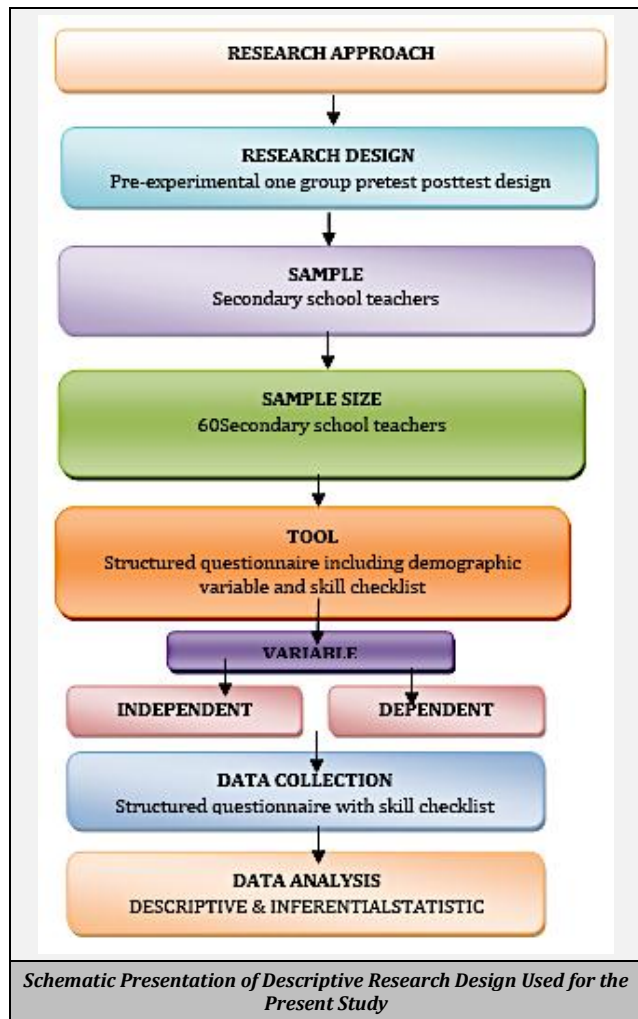 RESEARCH APPROACH
RESEARCH DESIGN
Pre-experimental one group pretest posttest design
SAMPLE
Secondary school teachers
SAMPLE SIZE
60Secondary school teachers
TOOL
Structured questionnaire including demographic
variable and skill checklist
VARIABLE
INDEPENDENT
DEPENDENT
DATA COLLECTION
Structured questionnaire with skill checklist
DATA ANALYSIS
DESCRIPTIVE & INFERENTIALSTATISTIC
Schematic Presentation of Descriptive Research Design Used for the
Present Study